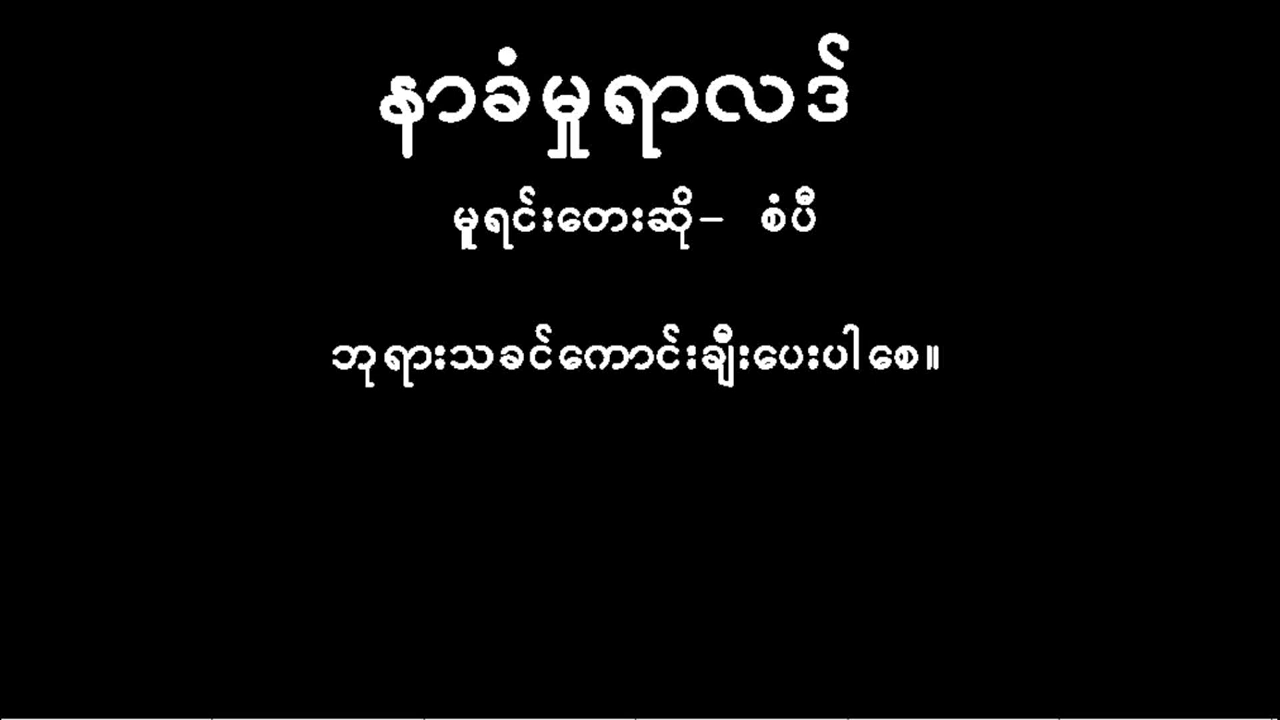 နာခံမှုရာလဒ်
မူရင်းတေးဆို- စံပီ
ဘုရားသခင်ကောင်းချီးပေးပါစေ။